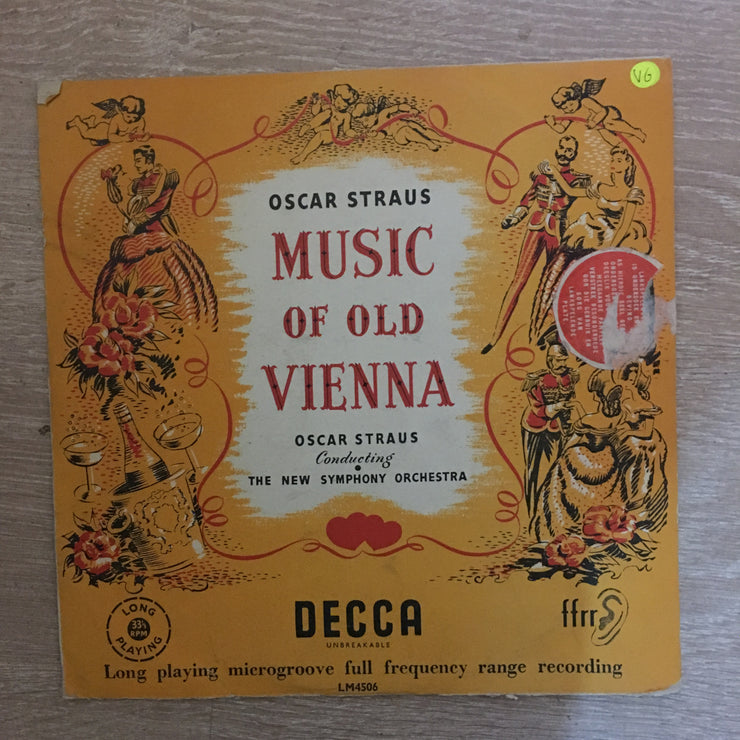 VG
OSCAR STRAUS
MUSIC
OF OLD
VIENNA
OSCAR STRAUS
Conducting
THE NEW SYMPHONY ORCHESTRA
LONG
33⅓
RPM
PLAYING
DECCA
UNBREAKABLE
ffrr
Long playing microgroove full frequency range recording
LM4506